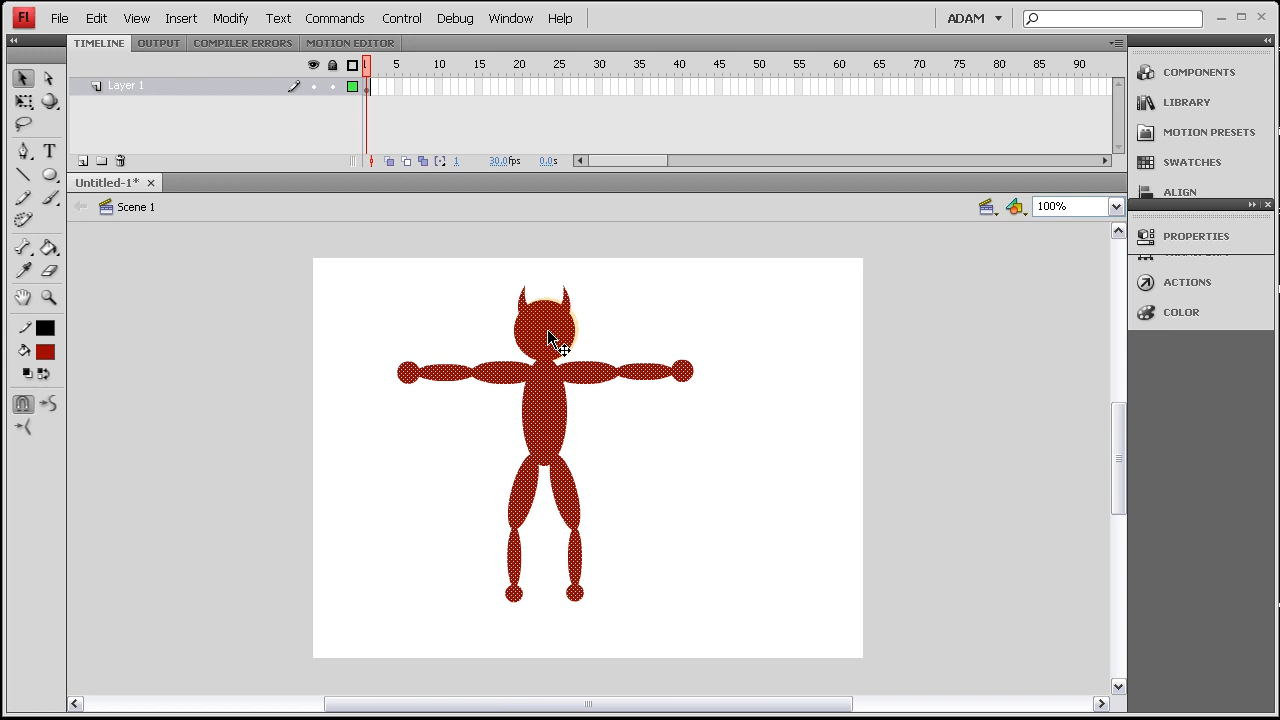 Fl File Edit View Insert Modify Text Commands Control Debug Window Help ADAM
TIMELINE OUTPUT COMPILER ERRORS MOTION EDITOR
1 5 10 15 20 25 30 35 40 45 50 55 60 65 70 75 80 85 90
Layer 1
1 30.0fps 0.0s
Untitled-1*
Scene 1
100%
COMPONENTS
LIBRARY
MOTION PRESETS
SWATCHES
ALIGN
PROPERTIES
ACTIONS
COLOR